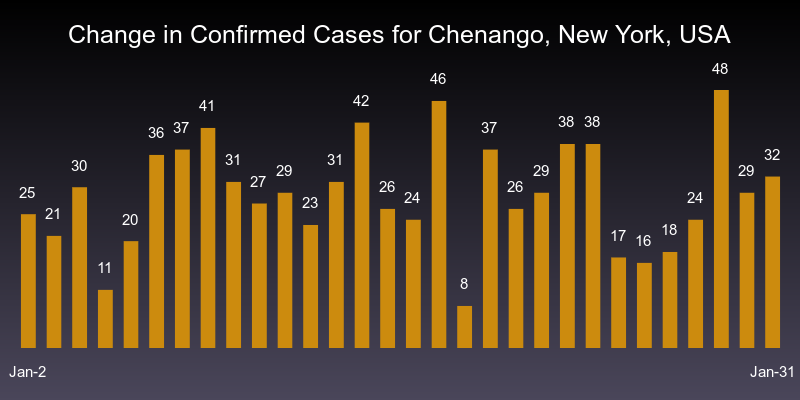 Change in Confirmed Cases for Chenango, New York, USA
25 21 30 11 20 36 37 41 31 27 29 23 31 42 26 24 46 8 37 26 29 38 38 17 16 18 24 48 29 32
Jan-2 Jan-31